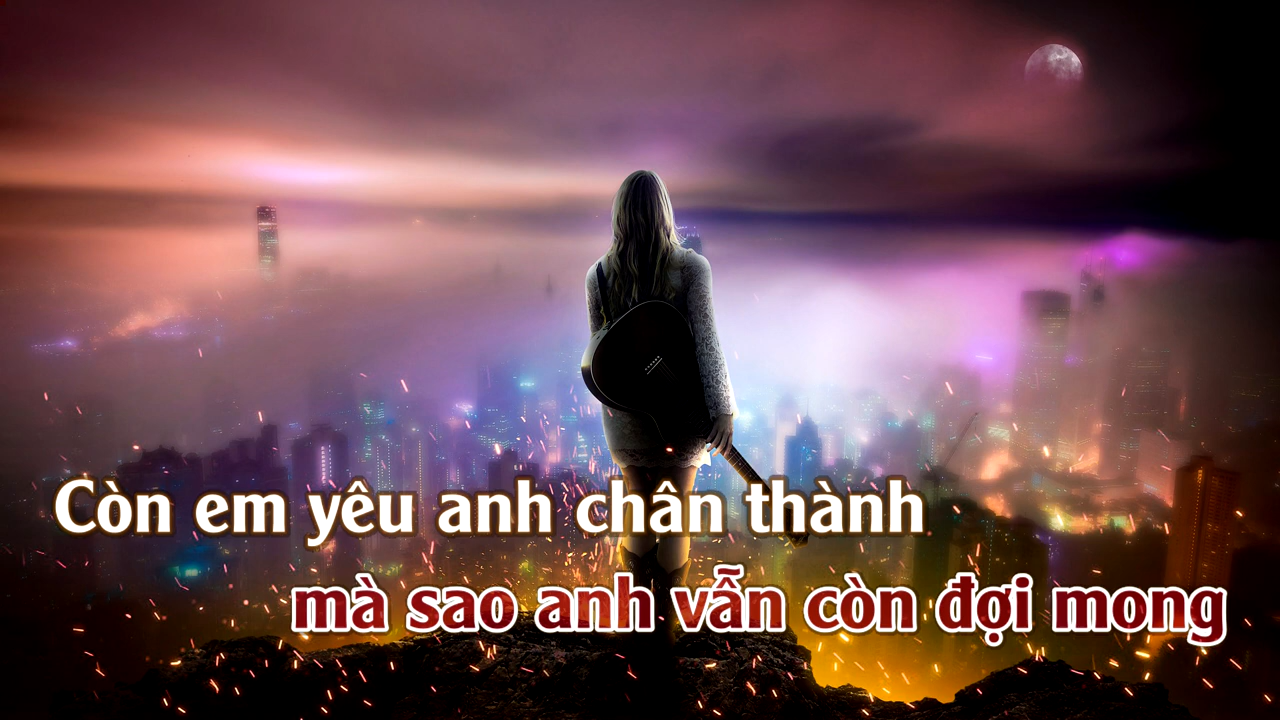 Còn em yêu anh chân thành
mà sao anh vẫn còn đợi mong